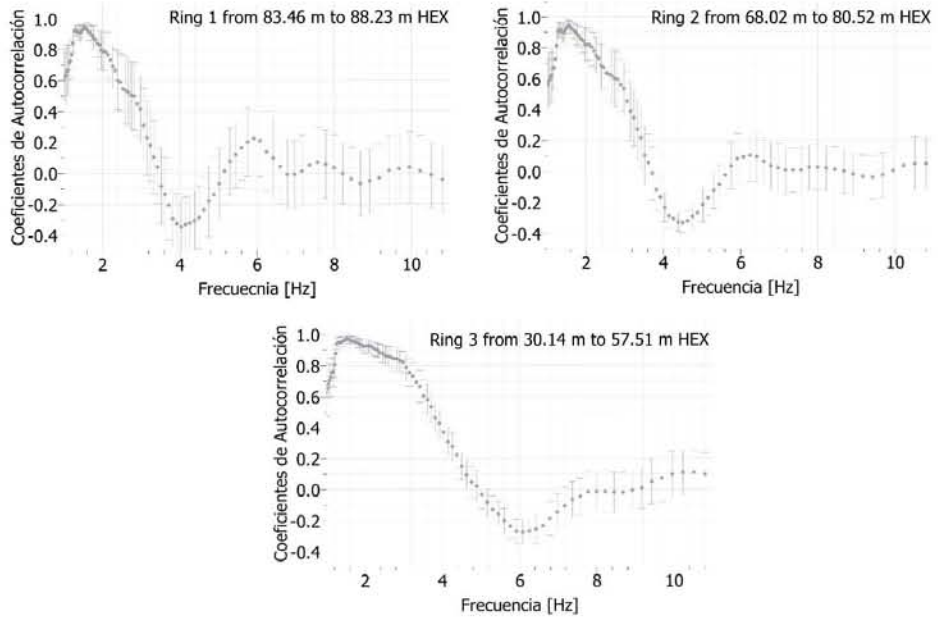 Ring 1 from 83.46 m to 88.23 m HEX
Coeficientes de Autocorrelación
1.0
0.8
0.6
0.4
0.2
0.0
-0.2
-0.4
2 4 6 8 10
Frecuecnia [Hz]
Ring 2 from 68.02 m to 80.52 m HEX
Coeficientes de Autocorrelación
1.0
0.8
0.6
0.4
0.2
0.0
-0.2
-0.4
2 4 6 8 10
Frecuencia [Hz]
Ring 3 from 30.14 m to 57.51 m HEX
Coeficientes de Autocorrelación
1.0
0.8
0.6
0.4
0.2
0.0
-0.2
-0.4
2 4 6 8 10
Frecuencia [Hz]